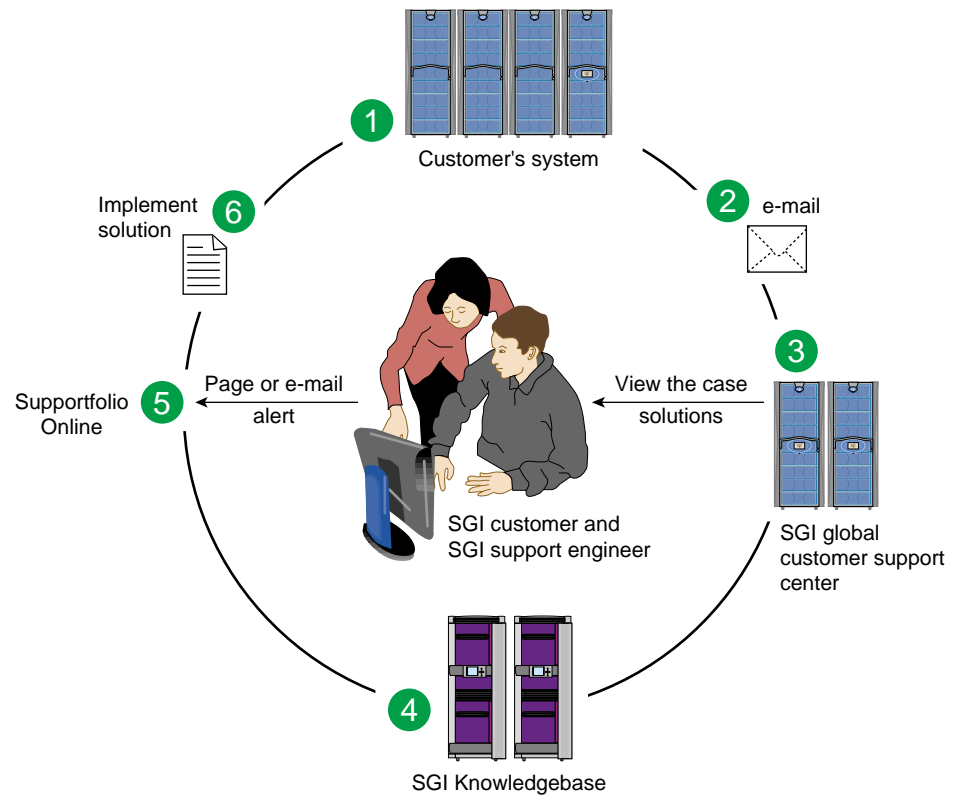 1
Customer's system
2
e-mail
3
SGI global
customer support
center
View the case
solutions
SGI customer and
SGI support engineer
4
SGI Knowledgebase
5
Supportfolio
Online
Page or e-mail
alert
6
Implement
solution